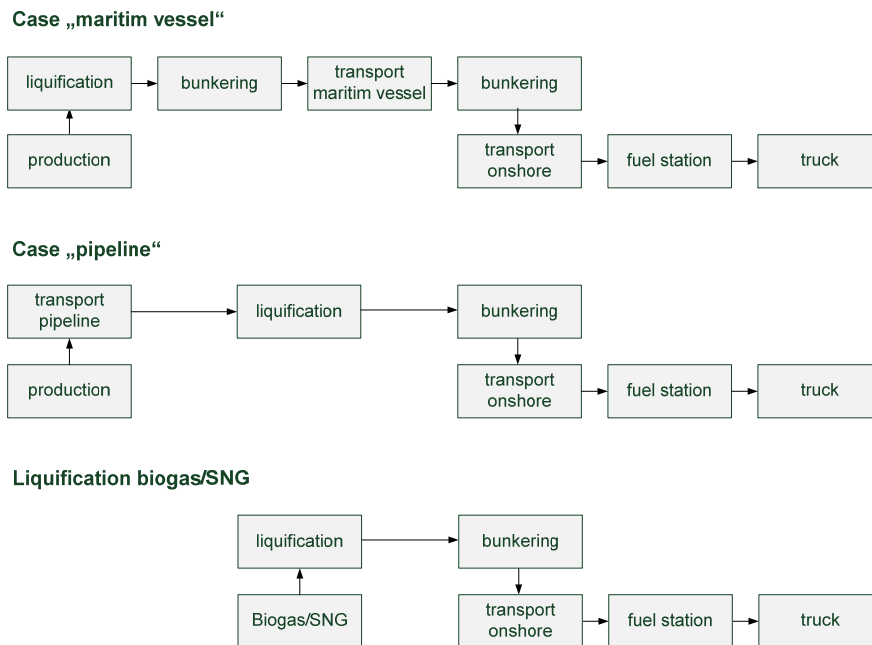 Case „maritim vessel“
liquification
bunkering
transport
maritim vessel
bunkering
production
transport
onshore
fuel station
truck
Case „pipeline“
transport
pipeline
liquification
bunkering
production
transport
onshore
fuel station
truck
Liquification biogas/SNG
liquification
bunkering
Biogas/SNG
transport
onshore
fuel station
truck